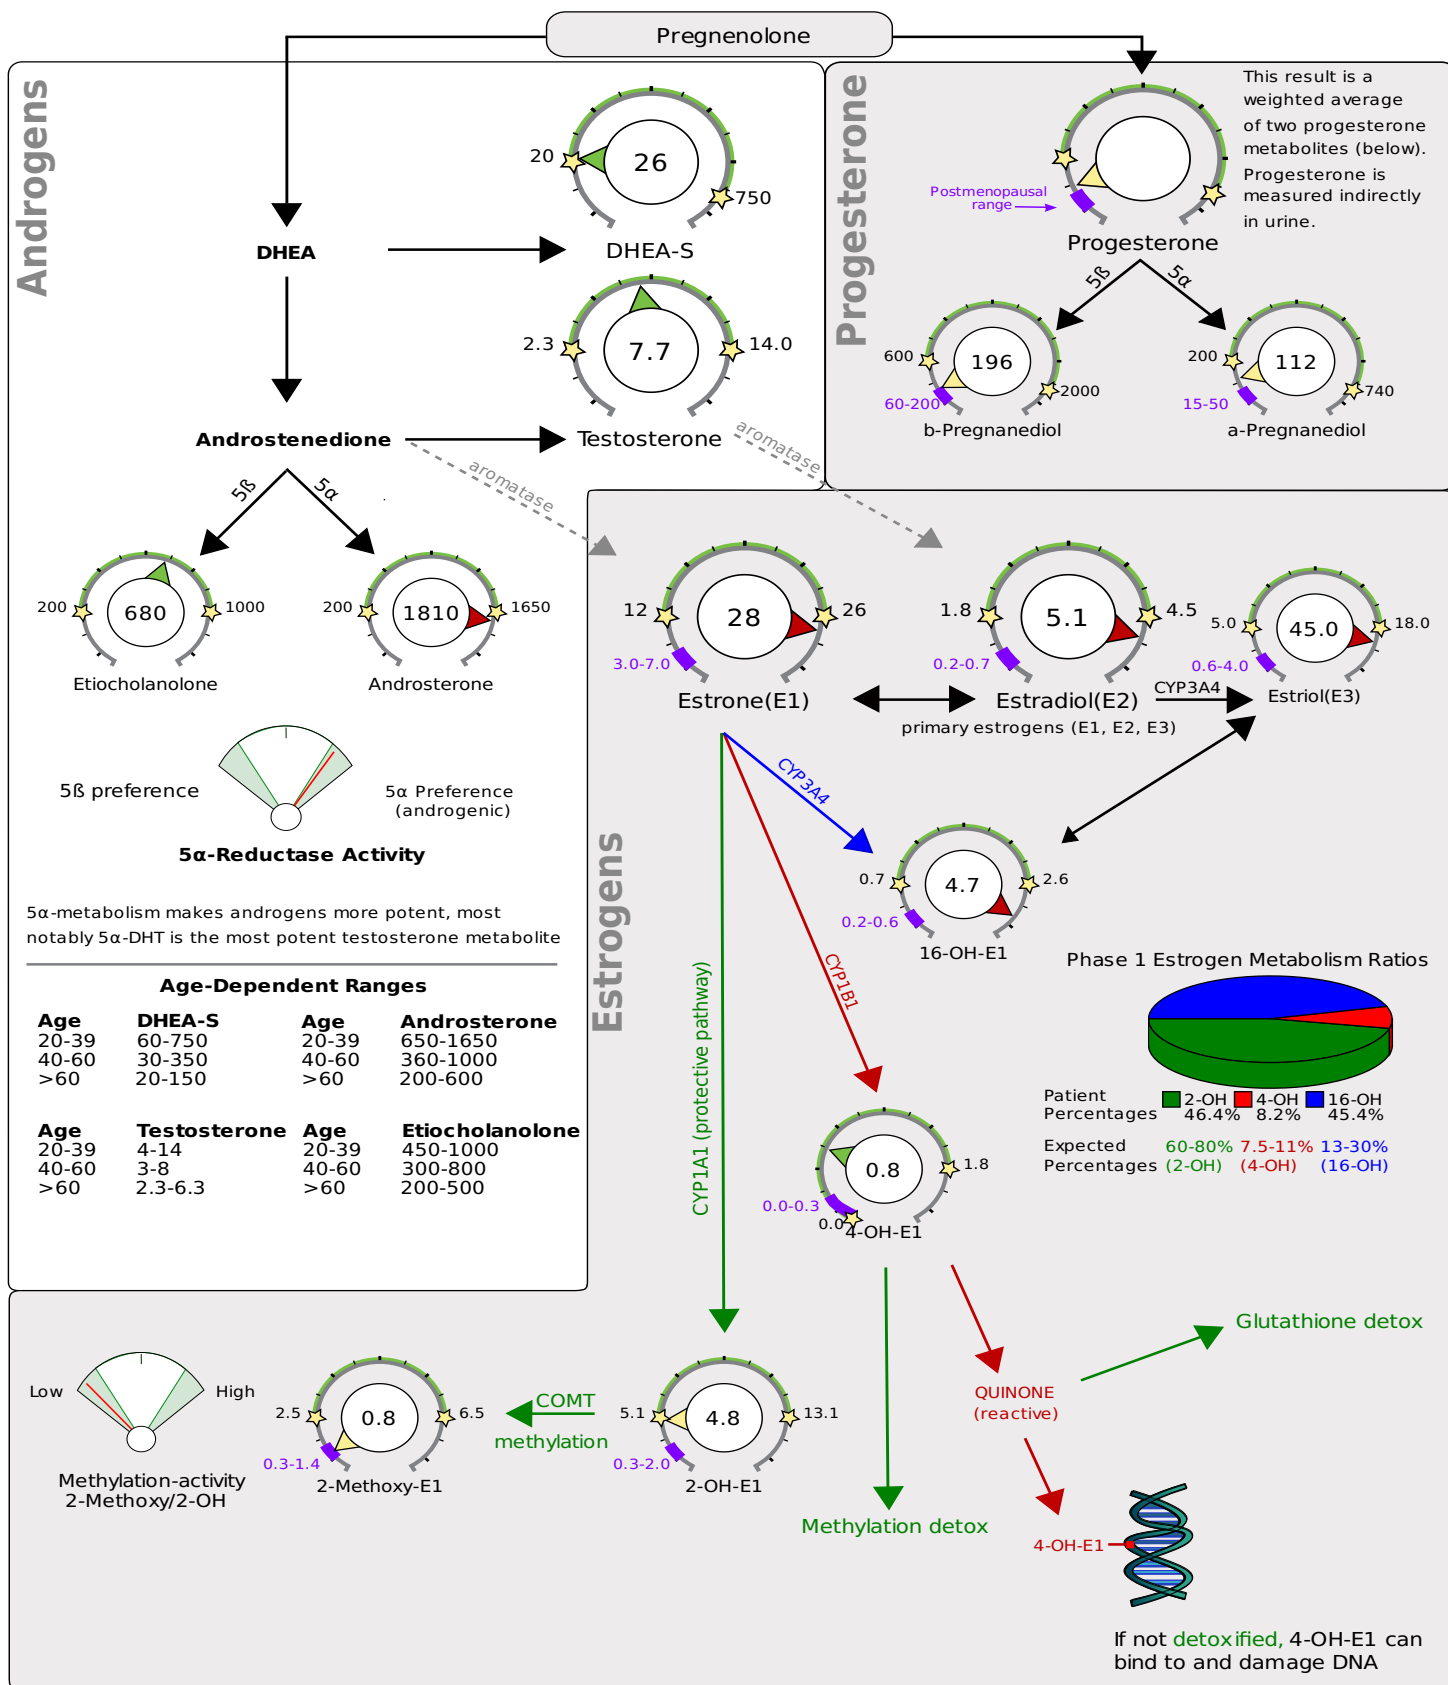 Pregnenolone
Androgens
20
26
750
DHEA
DHEA-S
2.3
7.7
14.0
Androstenedione
Testosterone
aromatase
aromatase
5ß
5α
200
680
1000
Etiocholanolone
200
1810
1650
Androsterone
5ß preference
5α Preference
(androgenic)
5α-Reductase Activity
5α-metabolism makes androgens more potent, most
notably 5α-DHT is the most potent testosterone metabolite
Age-Dependent Ranges
Age DHEA-S Age Androsterone
20-39 60-750 20-39 650-1650
40-60 30-350 40-60 360-1000
>60 20-150 >60 200-600
Age Testosterone Age Etiocholanolone
20-39 4-14 20-39 450-1000
40-60 3-8 40-60 300-800
>60 2.3-6.3 >60 200-500
Progesterone
This result is a
weighted average
of two progesterone
metabolites (below).
Progesterone is
measured indirectly
in urine.
Postmenopausal
range
Progesterone
5ß
5α
600
196
2000
60-200
b-Pregnanediol
200
112
740
15-50
a-Pregnanediol
Estrogens
12
28
26
3.0-7.0
Estrone(E1)
1.8
5.1
4.5
0.2-0.7
Estradiol(E2)
CYP3A4
5.0
45.0
18.0
0.6-4.0
Estriol(E3)
primary estrogens (E1, E2, E3)
CYP3A4
0.7
4.7
2.6
0.2-0.6
16-OH-E1
CYP1B1
CYP1A1 (protective pathway)
Phase 1 Estrogen Metabolism Ratios
Patient
Percentages
2-OH 4-OH 16-OH
46.4% 8.2% 45.4%
Expected
Percentages
60-80% 7.5-11% 13-30%
(2-OH) (4-OH) (16-OH)
0.8
1.8
0.0-0.3
0.0
4-OH-E1
Low
High
Methylation-activity
2-Methoxy/2-OH
2.5
0.8
6.5
0.3-1.4
2-Methoxy-E1
COMT
methylation
5.1
4.8
13.1
0.3-2.0
2-OH-E1
Methylation detox
Glutathione detox
QUINONE
(reactive)
4-OH-E1
If not detoxified, 4-OH-E1 can
bind to and damage DNA